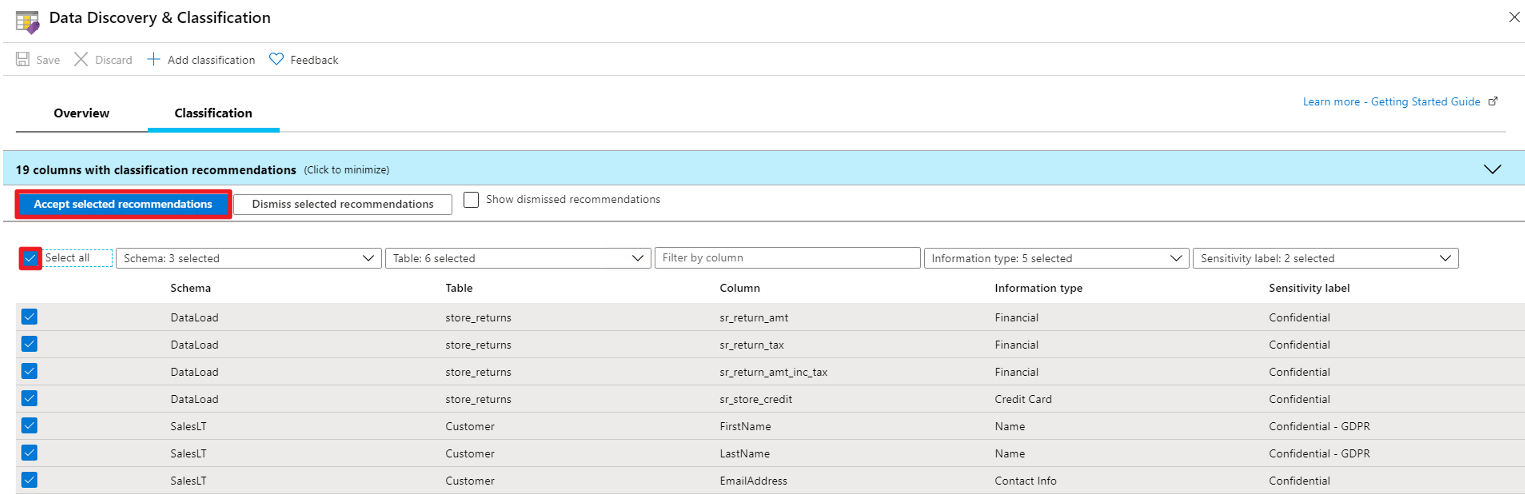 Data Discovery & Classification
Save Discard Add classification Feedback
Overview Classification Learn more - Getting Started Guide
19 columns with classification recommendations (Click to minimize)
Accept selected recommendations Dismiss selected recommendations Show dismissed recommendations
Select all Schema: 3 selected Table: 6 selected Filter by column Information type: 5 selected Sensitivity label: 2 selected
Schema Table Column Information type Sensitivity label
DataLoad store_returns sr_return_amt Financial Confidential
DataLoad store_returns sr_return_tax Financial Confidential
DataLoad store_returns sr_return_amt_inc_tax Financial Confidential
DataLoad store_returns sr_store_credit Credit Card Confidential
SalesLT Customer FirstName Name Confidential - GDPR
SalesLT Customer LastName Name Confidential - GDPR
SalesLT Customer EmailAddress Contact Info Confidential